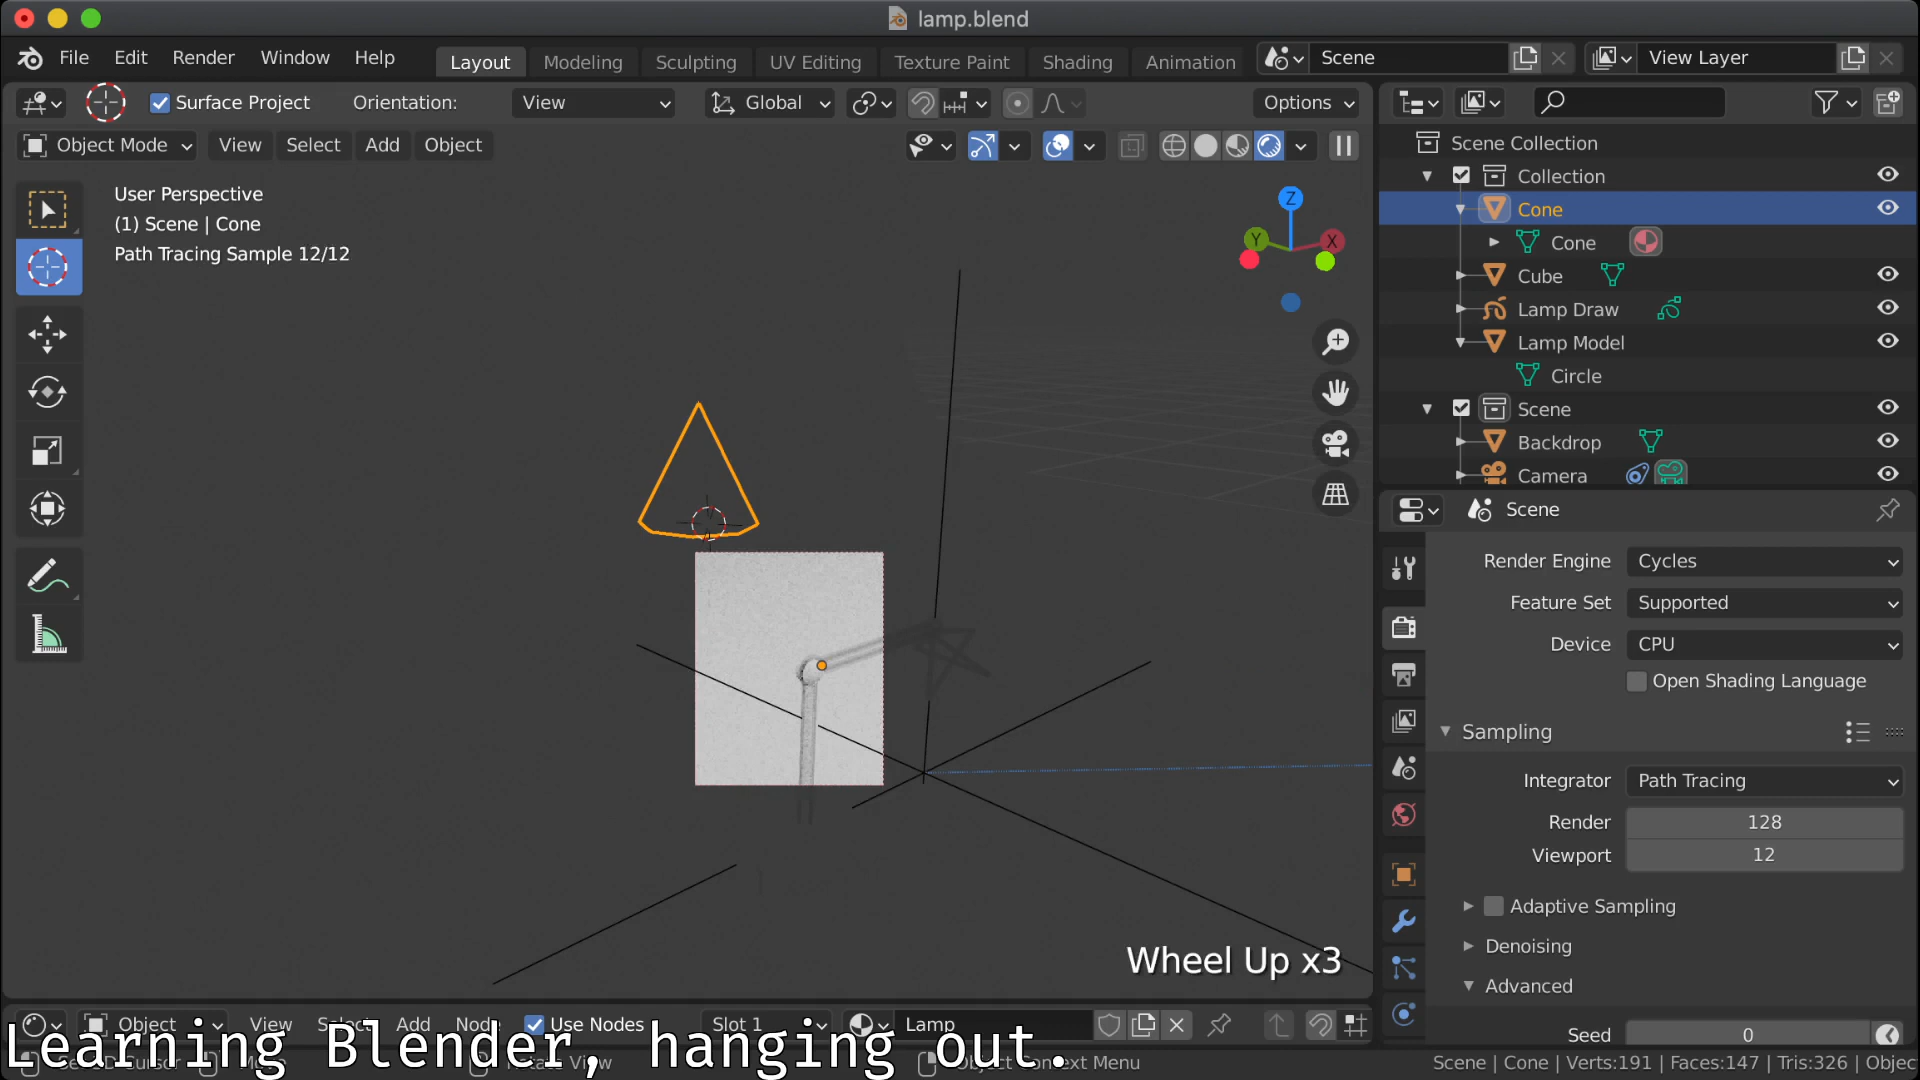 lamp.blend
File Edit Render Window Help
Layout Modeling Sculpting UV Editing Texture Paint Shading Animation
Scene
View Layer
Surface Project Orientation: View Global Options
Object Mode View Select Add Object
User Perspective
(1) Scene | Cone
Path Tracing Sample 12/12
Z
Y
X
Scene Collection
Collection
Cone
Cone
Cube
Lamp Draw
Lamp Model
Circle
Scene
Backdrop
Camera
Scene
Render Engine Cycles
Feature Set Supported
Device CPU
Open Shading Language
Sampling
Integrator Path Tracing
Render 128
Viewport 12
Adaptive Sampling
Denoising
Advanced
Seed 0
Wheel Up x3
Object View Select Add Node Use Nodes Slot 1 Lamp
Learning Blender, hanging out.
Context Menu
Scene | Cone | Verts:191 | Faces:147 | Tris:326 | Objec